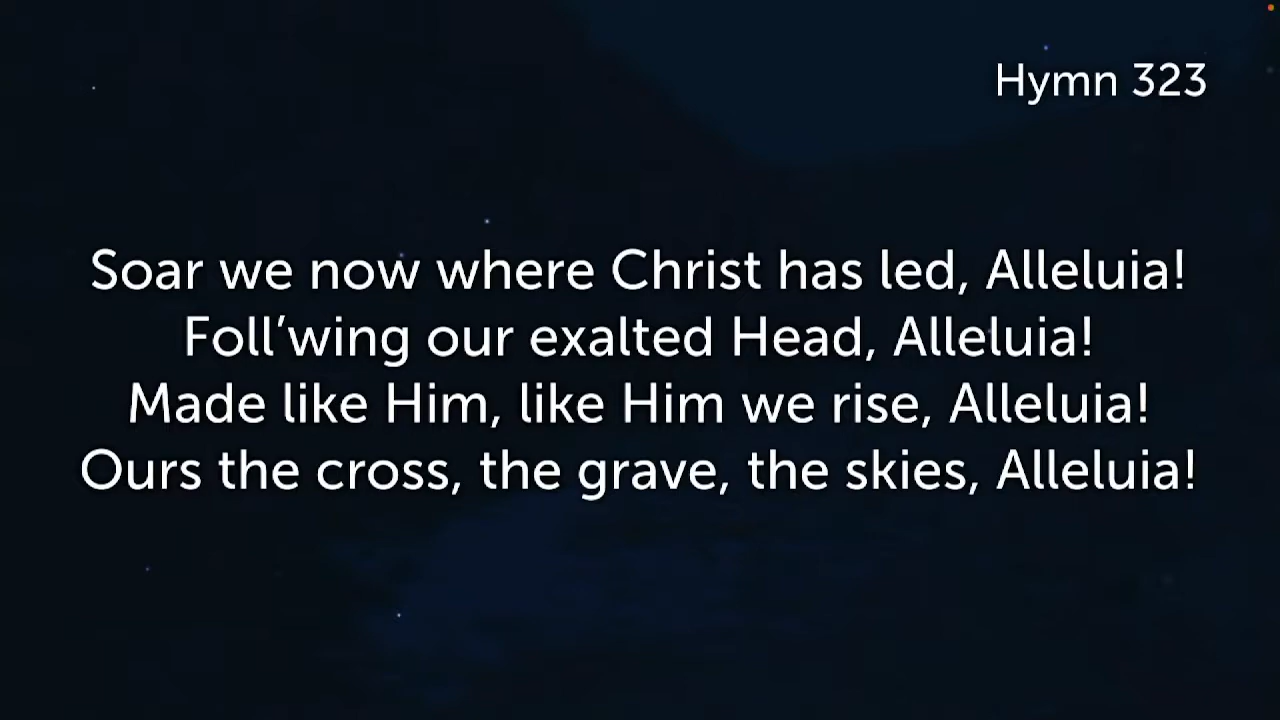 Hymn 323
Soar we now where Christ has led, Alleluia!
Foll’wing our exalted Head, Alleluia!
Made like Him, like Him we rise, Alleluia!
Ours the cross, the grave, the skies, Alleluia!